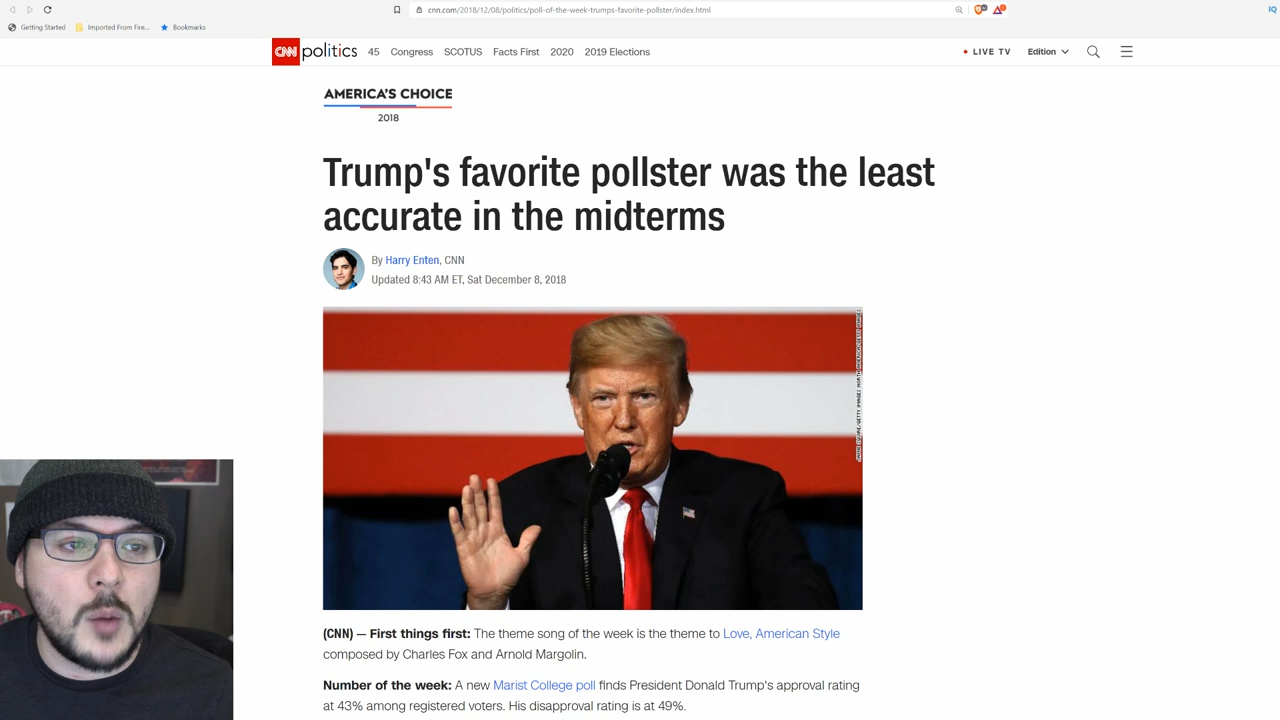 cnn.com/2018/12/08/politics/poll-of-the-week-trumps-favorite-pollster/index.html
IQ
Getting Started
Imported From Fire...
Bookmarks
CNN politics 45 Congress SCOTUS Facts First 2020 2019 Elections
LIVE TV Edition
AMERICA'S CHOICE
2018
Trump's favorite pollster was the least
accurate in the midterms
By Harry Enten, CNN
Updated 8:43 AM ET, Sat December 8, 2018
(CNN) — First things first: The theme song of the week is the theme to Love, American Style
composed by Charles Fox and Arnold Margolin.
Number of the week: A new Marist College poll finds President Donald Trump's approval rating
at 43% among registered voters. His disapproval rating is at 49%.